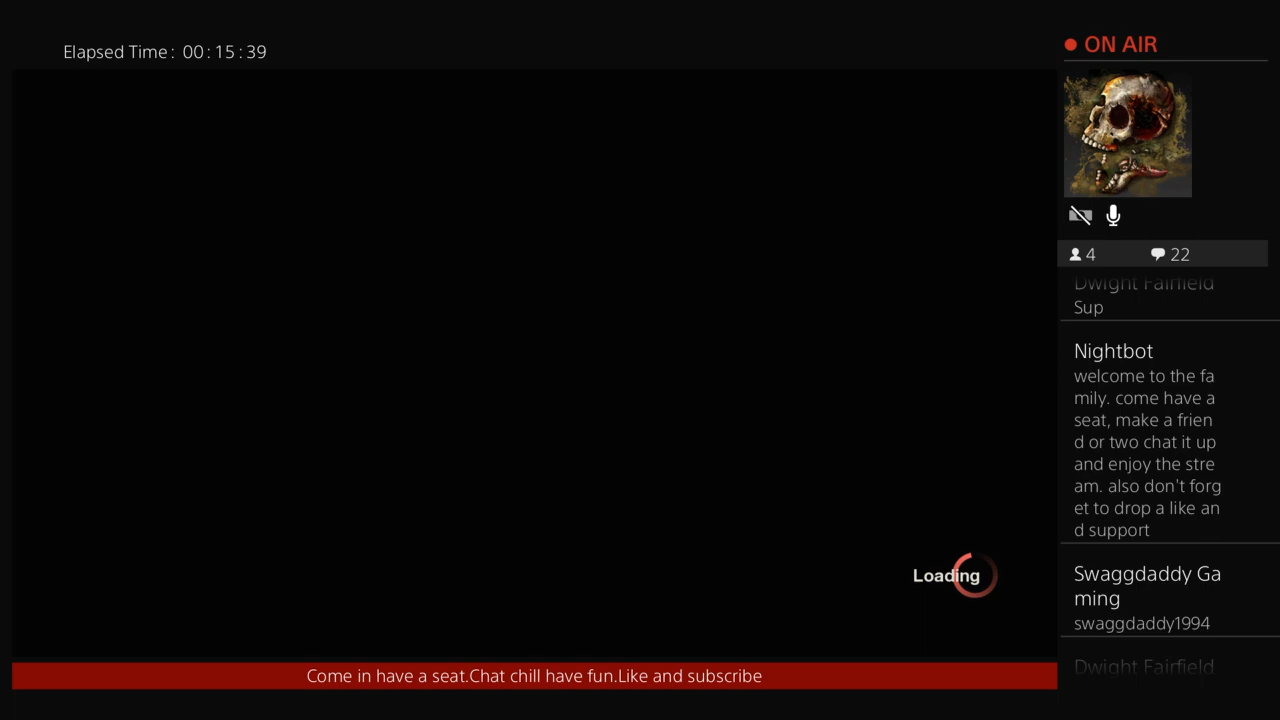 Elapsed Time: 00:15:39
ON AIR
4 22
Dwight Fairfield
Sup
Nightbot
welcome to the fa
mily. come have a
seat, make a frien
d or two chat it up
and enjoy the stre
am. also don't forg
et to drop a like an
d support
Swaggdaddy Ga
ming
swaggdaddy1994
Dwight Fairfield
Loading
Come in have a seat.Chat chill have fun.Like and subscribe